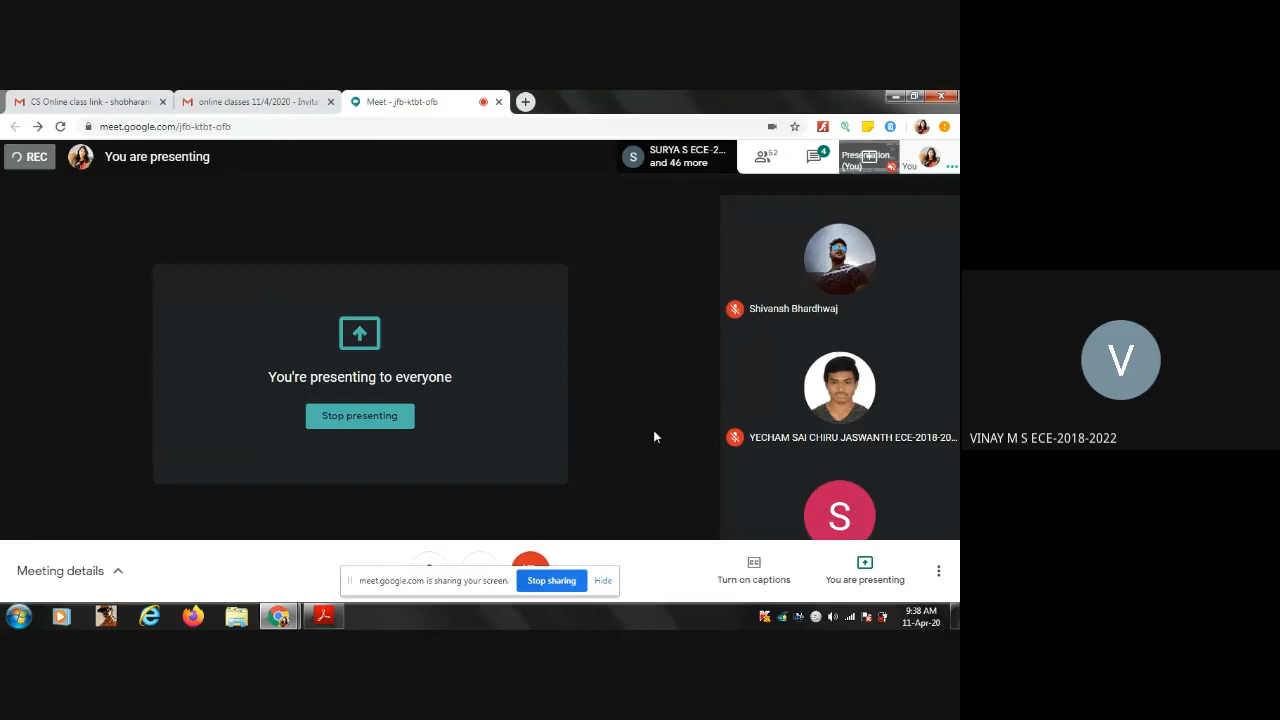 CS Online class link - shobharan
online classes 11/4/2020 - Invita
Meet - jfb-ktbt-ofb
meet.google.com/jfb-ktbt-ofb
REC
You are presenting
S
SURYA S ECE-2...
and 46 more
52
4
Presentation
(You)
You
Shivansh Bhardhwaj
You're presenting to everyone
Stop presenting
YECHAM SAI CHIRU JASWANTH ECE-2018-20...
S
V
VINAY M S ECE-2018-2022
Meeting details
meet.google.com is sharing your screen.
Stop sharing
Hide
CC
Turn on captions
You are presenting
9:38 AM
11-Apr-20